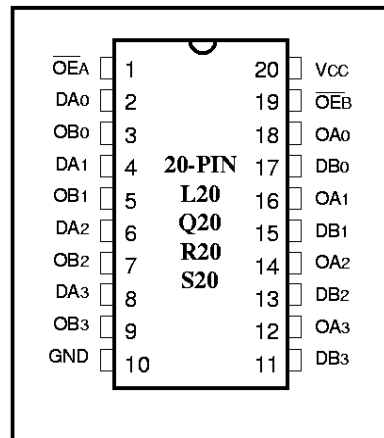 O̅E̅A 1 20 VCC
DA0 2 19 O̅E̅B
OB0 3 18 OA0
DA1 4 20-PIN 17 DB0
OB1 5 L20 16 OA1
DA2 6 Q20 15 DB1
OB2 7 R20 14 OA2
DA3 8 S20 13 DB2
OB3 9 12 OA3
GND 10 11 DB3